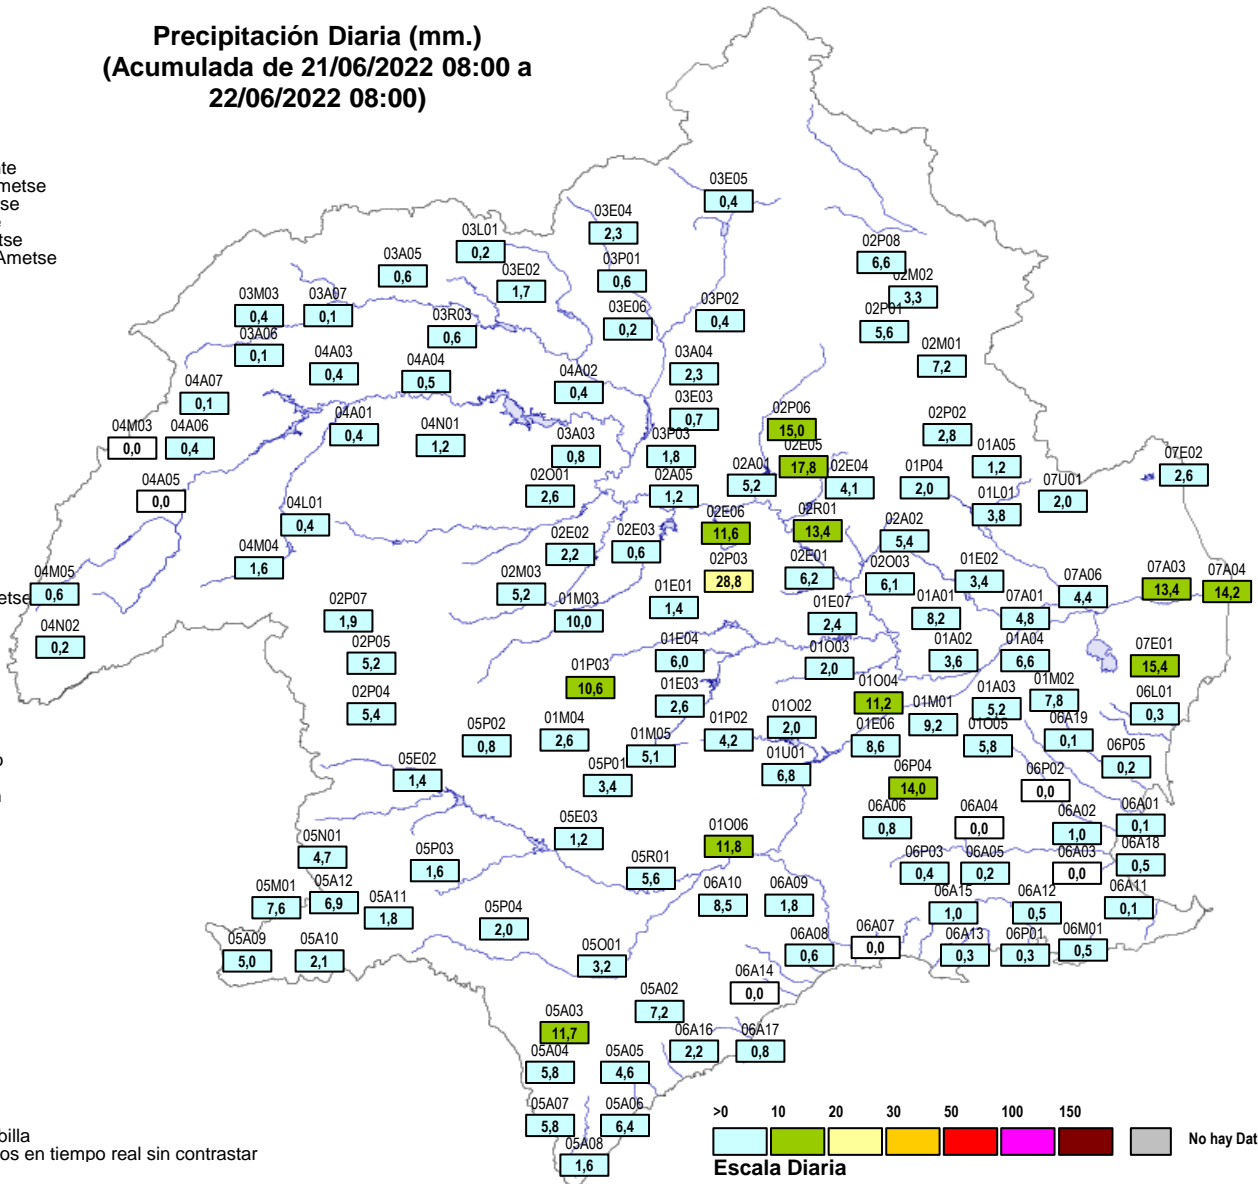 Precipitación Diaria (mm.)
(Acumulada de 21/06/2022 08:00 a
22/06/2022 08:00)
nte
metse
tse
e
tse
Ametse
etse
o
n
billa
os en tiempo real sin contrastar
03E05
0,4
03E04
2,3
03L01
0,2
03A05
0,6
03E02
1,7
03P01
0,6
02P08
6,6
02M02
3,3
03M03
0,4
03A07
0,1
03R03
0,6
03E06
0,2
03P02
0,4
02P01
5,6
03A06
0,1
04A03
0,4
04A04
0,5
04A02
0,4
03A04
2,3
02M01
7,2
04A07
0,1
04M03
0,0
04A06
0,4
04A01
0,4
04N01
1,2
03E03
0,7
02P06
15,0
02P02
2,8
03A03
0,8
03P03
1,8
02E05
17,8
01A05
1,2
07E02
2,6
04A05
0,0
02O01
2,6
02A05
1,2
02A01
5,2
02E04
4,1
01P04
2,0
07U01
2,0
04L01
0,4
01L01
3,8
02E06
11,6
02R01
13,4
02A02
5,4
04M04
1,6
02E02
2,2
02E03
0,6
04M05
0,6
02M03
5,2
02P03
28,8
02E01
6,2
02O03
6,1
01E02
3,4
07A06
4,4
07A03
13,4
07A04
14,2
02P07
1,9
01M03
10,0
01E01
1,4
01E07
2,4
01A01
8,2
07A01
4,8
04N02
0,2
02P05
5,2
01E04
6,0
01O03
2,0
01A02
3,6
01A04
6,6
07E01
15,4
01P03
10,6
01E03
2,6
01O04
11,2
01M02
7,8
02P04
5,4
01A03
5,2
06L01
0,3
05P02
0,8
01M04
2,6
01M05
5,1
01P02
4,2
01O02
2,0
01M01
9,2
01E06
8,6
01O05
5,8
06A19
0,1
06P05
0,2
05E02
1,4
05P01
3,4
01U01
6,8
06P04
14,0
06P02
0,0
05E03
1,2
06A06
0,8
06A04
0,0
06A02
1,0
06A01
0,1
05N01
4,7
05P03
1,6
01O06
11,8
06P03
0,4
06A05
0,2
06A03
0,0
06A18
0,5
05R01
5,6
05M01
7,6
05A12
6,9
05A11
1,8
06A10
8,5
06A09
1,8
06A15
1,0
06A12
0,5
06A11
0,1
05P04
2,0
05A09
5,0
05A10
2,1
05O01
3,2
06A08
0,6
06A07
0,0
06A13
0,3
06P01
0,3
06M01
0,5
06A14
0,0
05A02
7,2
05A03
11,7
06A16
2,2
06A17
0,8
05A04
5,8
05A05
4,6
05A07
5,8
05A06
6,4
05A08
1,6
>0 10 20 30 50 100 150
No hay Dat
Escala Diaria